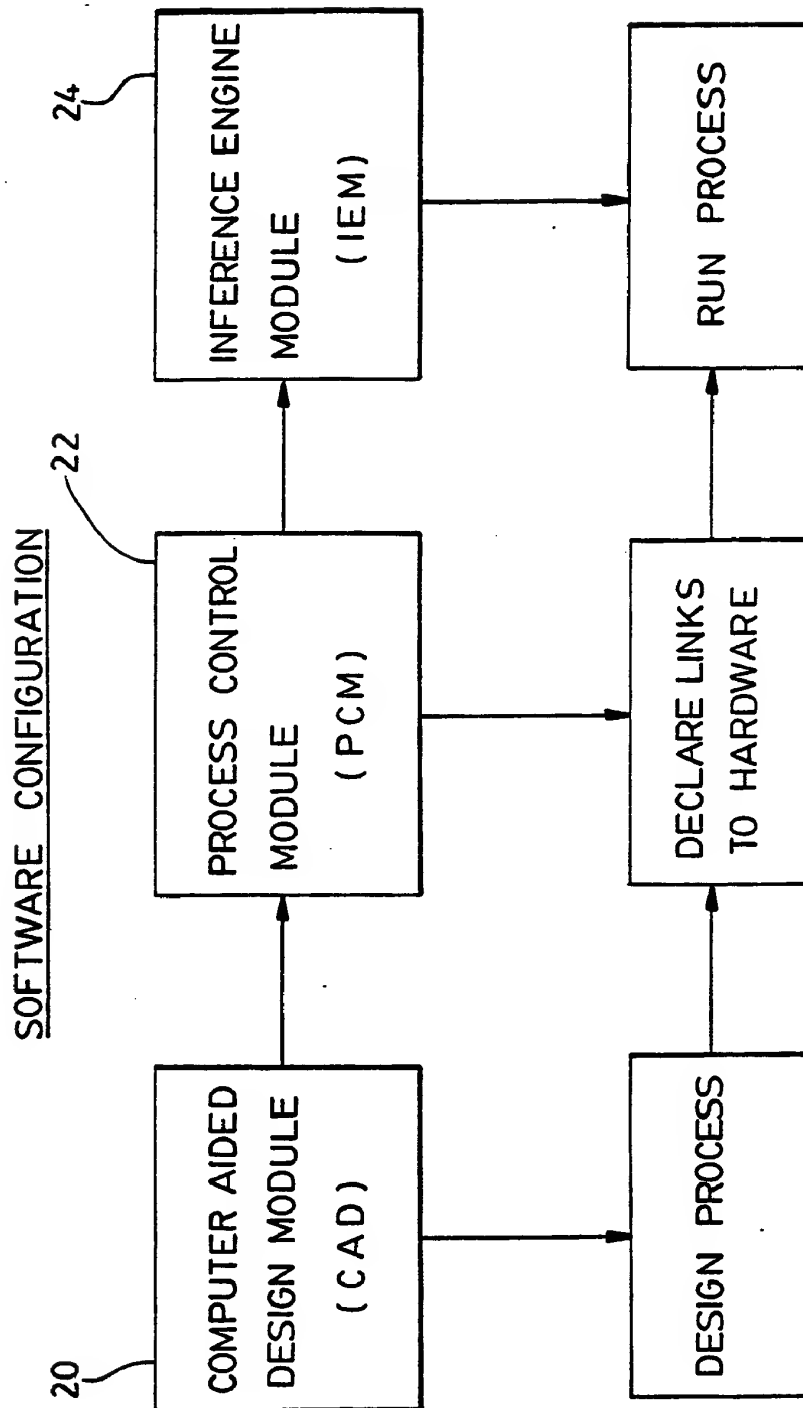 SOFTWARE CONFIGURATION
20
COMPUTER AIDED
DESIGN MODULE
(CAD)
22
PROCESS CONTROL
MODULE
(PCM)
24
INFERENCE ENGINE
MODULE
(IEM)
DESIGN PROCESS
DECLARE LINKS
TO HARDWARE
RUN PROCESS